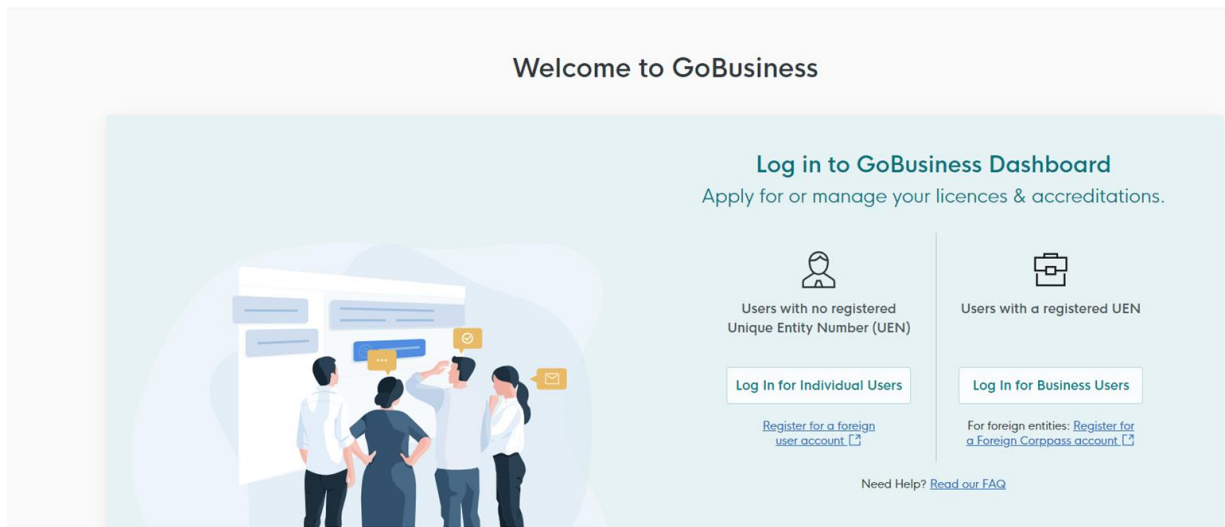 Welcome to GoBusiness
Log in to GoBusiness Dashboard
Apply for or manage your licences & accreditations.
Users with no registered
Unique Entity Number (UEN)
Log In for Individual Users
Register for a foreign
user account
Users with a registered UEN
Log In for Business Users
For foreign entities: Register for
a Foreign Corppass account
Need Help? Read our FAQ